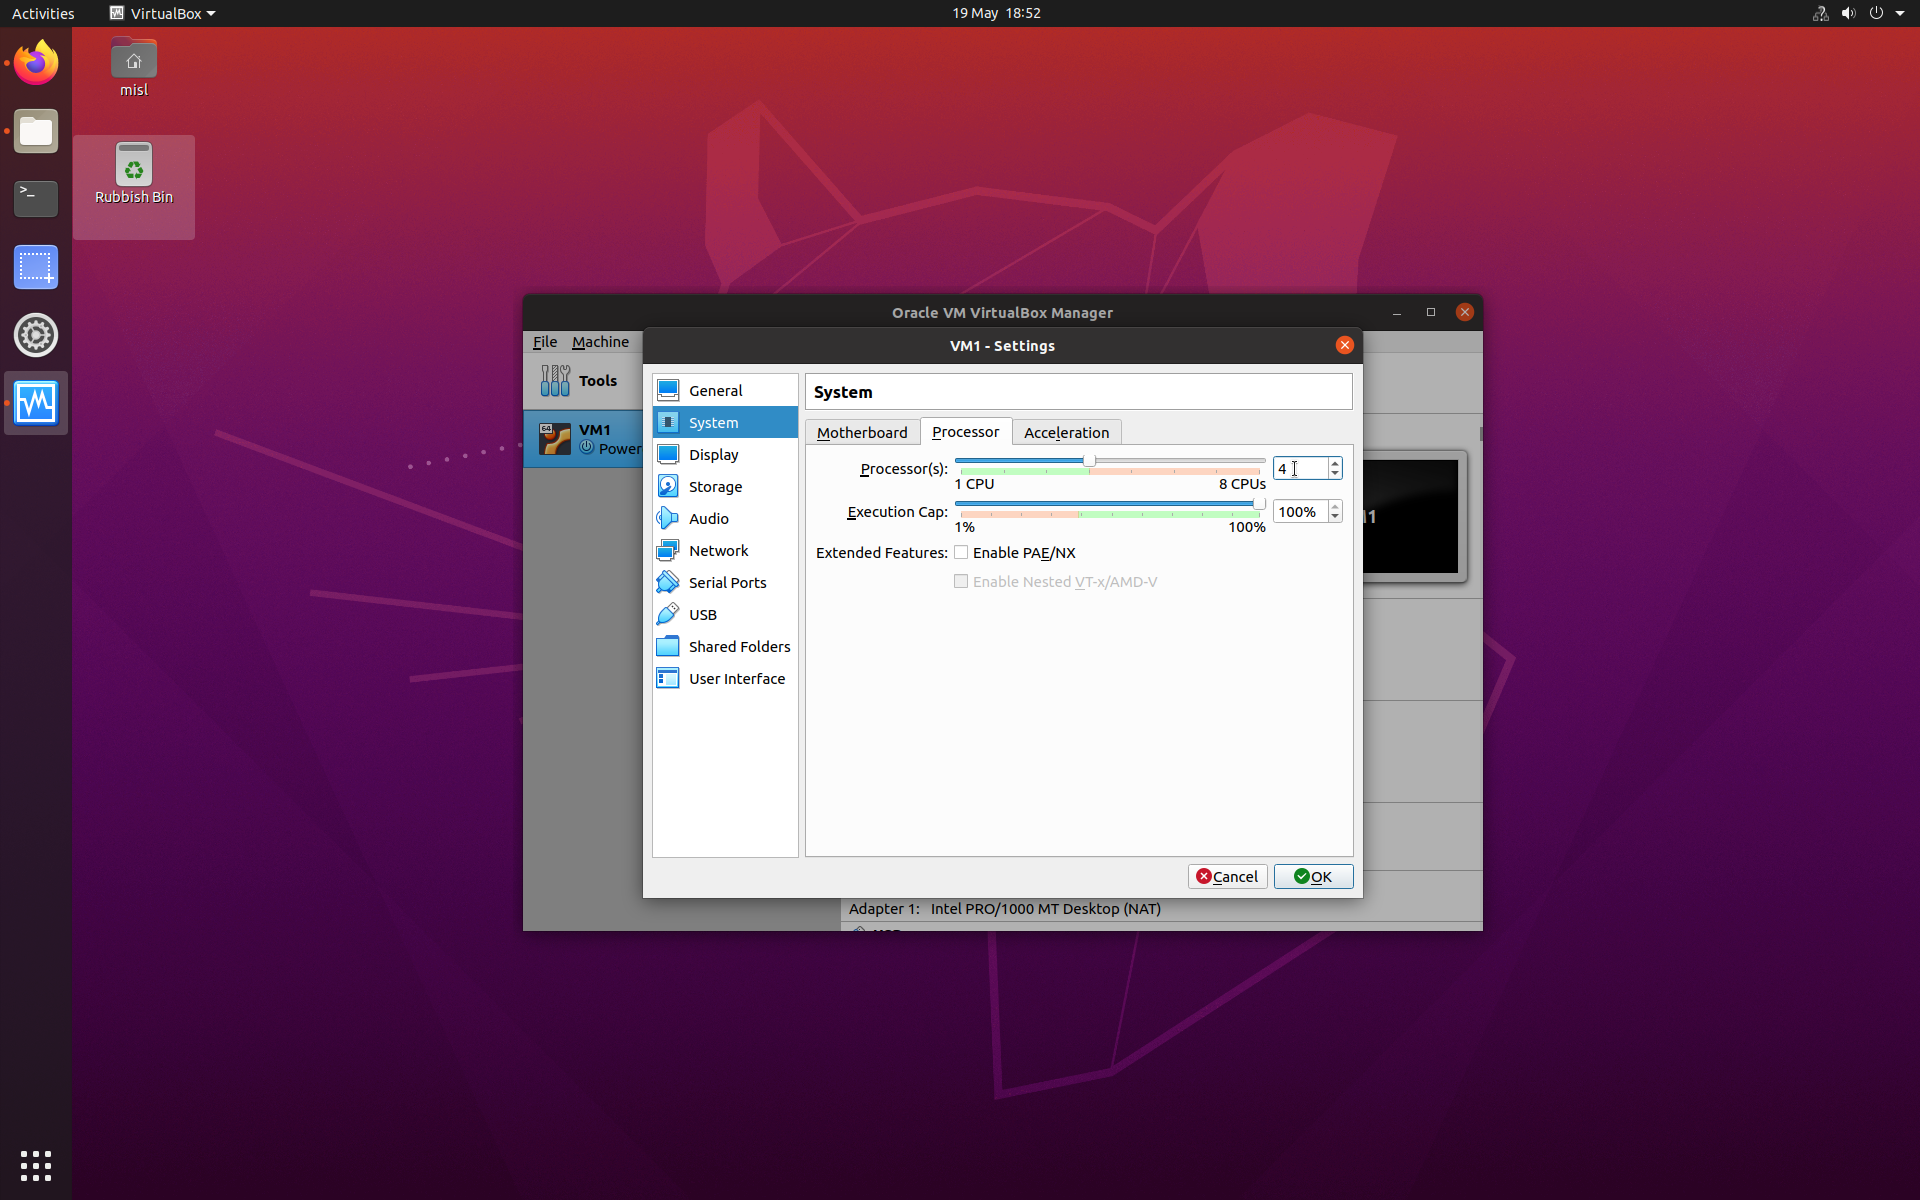 Activities
VirtualBox
19 May 18:52
misl
>_
Rubbish Bin
Oracle VM VirtualBox Manager
File Machine
VM1 - Settings
Tools
64
VM1
Power
General
System
Display
Storage
Audio
Network
Serial Ports
USB
Shared Folders
User Interface
System
Motherboard Processor Acceleration
Processor(s): 4
1 CPU 8 CPUs
Execution Cap: 100%
1% 100%
Extended Features: Enable PAE/NX
Enable Nested VT-x/AMD-V
Cancel OK
Adapter 1: Intel PRO/1000 MT Desktop (NAT)